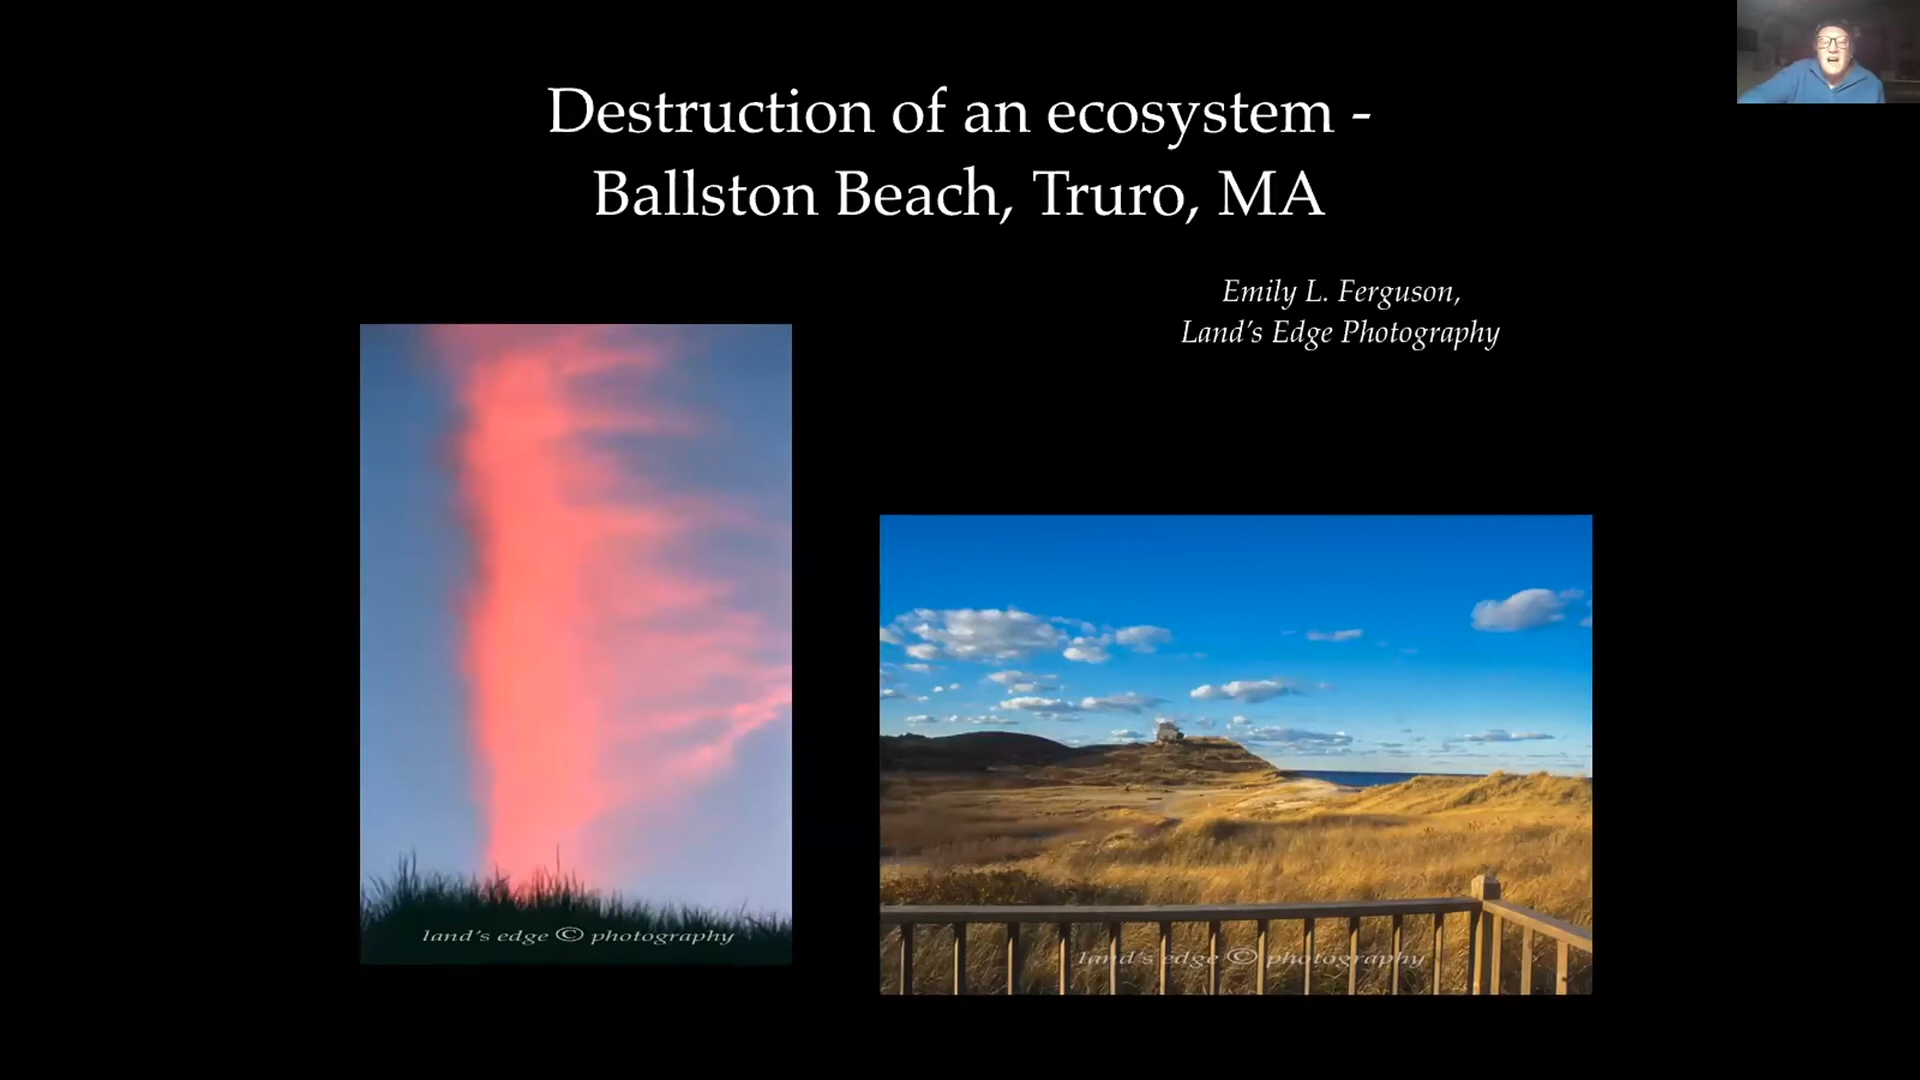 Destruction of an ecosystem -
Ballston Beach, Truro, MA
Emily L. Ferguson,
Land's Edge Photography
land's edge © photography
land's edge © photography